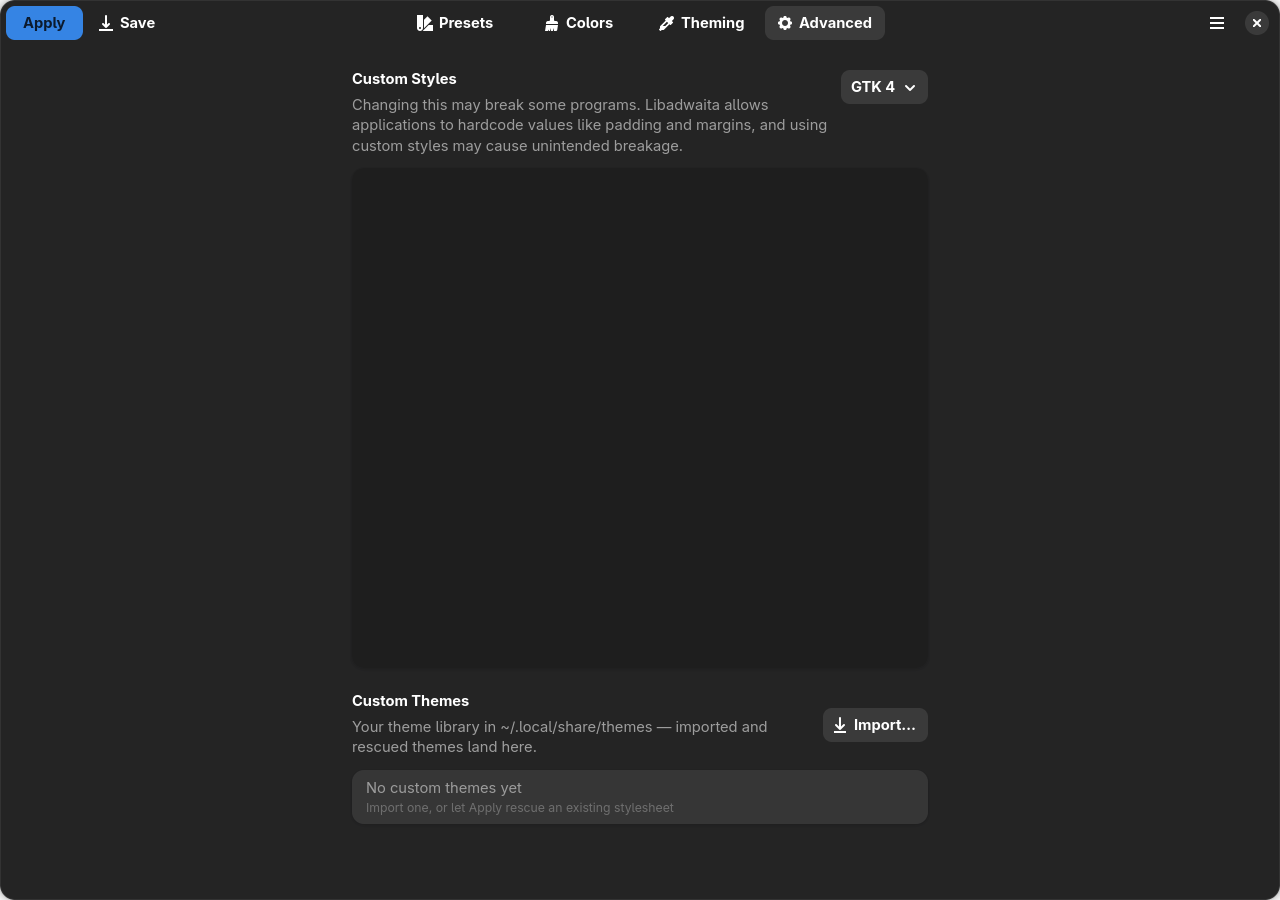 Apply Save Presets Colors Theming Advanced
Custom Styles
GTK 4
Changing this may break some programs. Libadwaita allows
applications to hardcode values like padding and margins, and using
custom styles may cause unintended breakage.
Custom Themes
Your theme library in ~/.local/share/themes — imported and
rescued themes land here.
Import...
No custom themes yet
Import one, or let Apply rescue an existing stylesheet